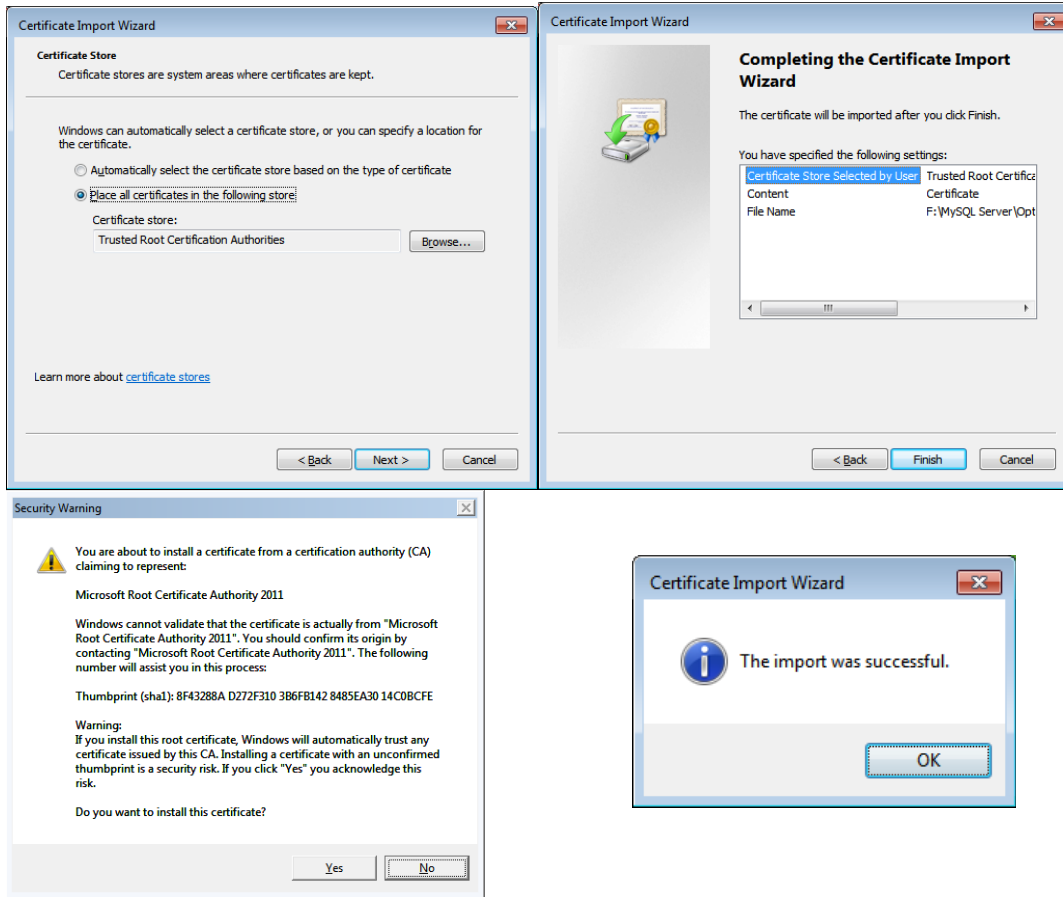 Certificate Import Wizard
Certificate Store
Certificate stores are system areas where certificates are kept.
Windows can automatically select a certificate store, or you can specify a location for
the certificate.
Automatically select the certificate store based on the type of certificate
Place all certificates in the following store
Certificate store:
Trusted Root Certification Authorities
Browse...
Learn more about certificate stores
< Back
Next >
Cancel
Certificate Import Wizard
Completing the Certificate Import
Wizard
The certificate will be imported after you click Finish.
You have specified the following settings:
Certificate Store Selected by User Trusted Root Certifica
Content Certificate
File Name F:\MySQL Server\Opt
< Back
Finish
Cancel
Security Warning
You are about to install a certificate from a certification authority (CA)
claiming to represent:
Microsoft Root Certificate Authority 2011
Windows cannot validate that the certificate is actually from "Microsoft
Root Certificate Authority 2011". You should confirm its origin by
contacting "Microsoft Root Certificate Authority 2011". The following
number will assist you in this process:
Thumbprint (sha1): 8F43288A D272F310 3B6FB142 8485EA30 14C0BCFE
Warning:
If you install this root certificate, Windows will automatically trust any
certificate issued by this CA. Installing a certificate with an unconfirmed
thumbprint is a security risk. If you click "Yes" you acknowledge this
risk.
Do you want to install this certificate?
Yes
No
Certificate Import Wizard
The import was successful.
OK